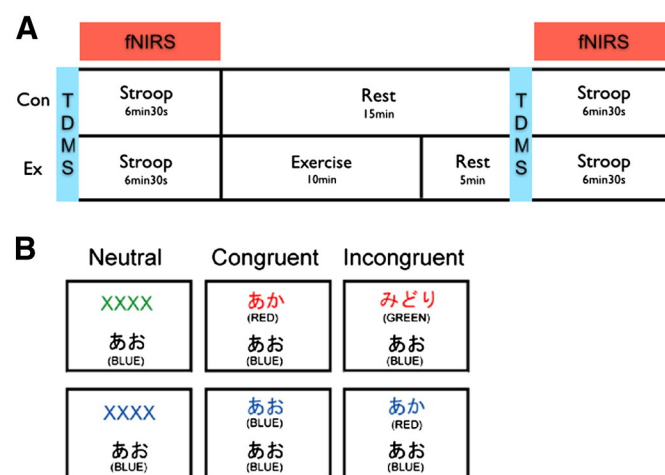 A
fNIRS fNIRS
Con TDMS Stroop Rest TDMS Stroop
6min30s 15min 6min30s
Ex Stroop Exercise Rest Stroop
6min30s 10min 5min 6min30s
B
Neutral Congruent Incongruent
XXXX あか みどり
(RED) (GREEN)
あお あお あお
(BLUE) (BLUE) (BLUE)
XXXX あお あか
(BLUE) (RED)
あお あお あお
(BLUE) (BLUE) (BLUE)